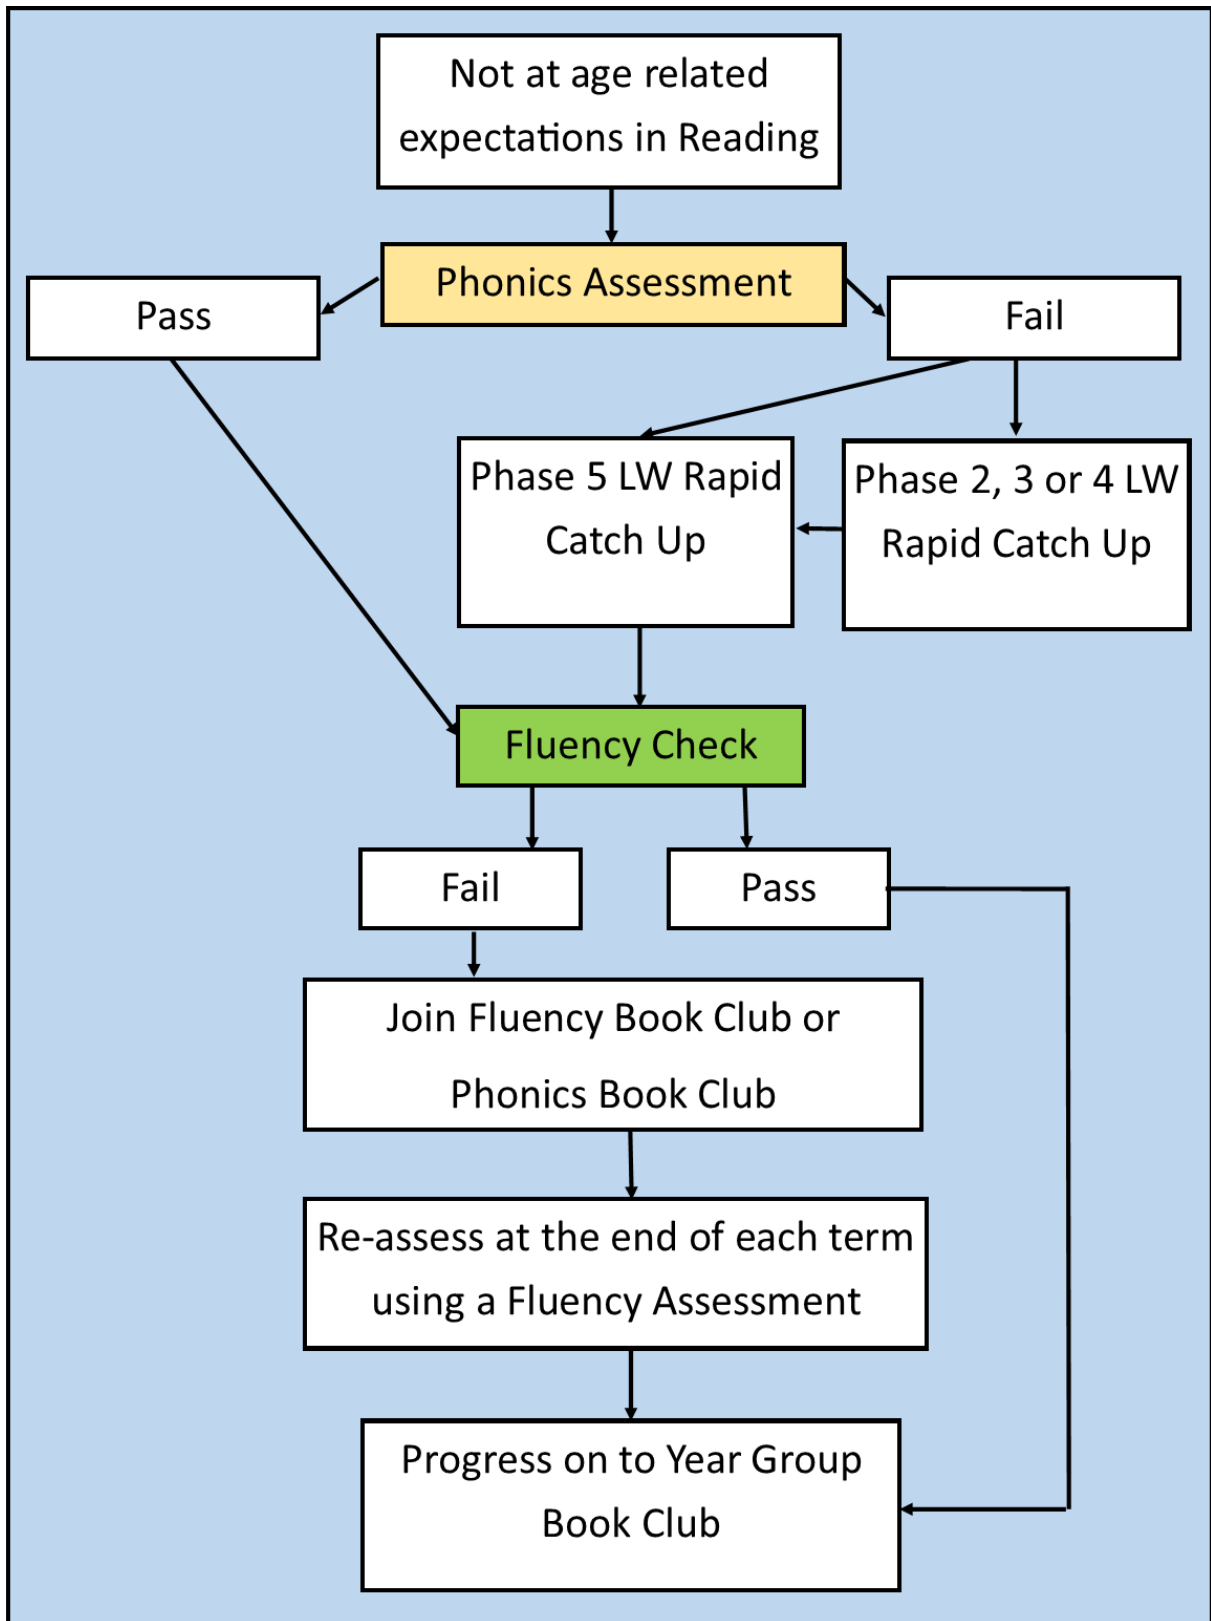 Not at age related
expectations in Reading
Phonics Assessment
Pass
Fail
Phase 5 LW Rapid
Catch Up
Phase 2, 3 or 4 LW
Rapid Catch Up
Fluency Check
Fail
Pass
Join Fluency Book Club or
Phonics Book Club
Re-assess at the end of each term
using a Fluency Assessment
Progress on to Year Group
Book Club